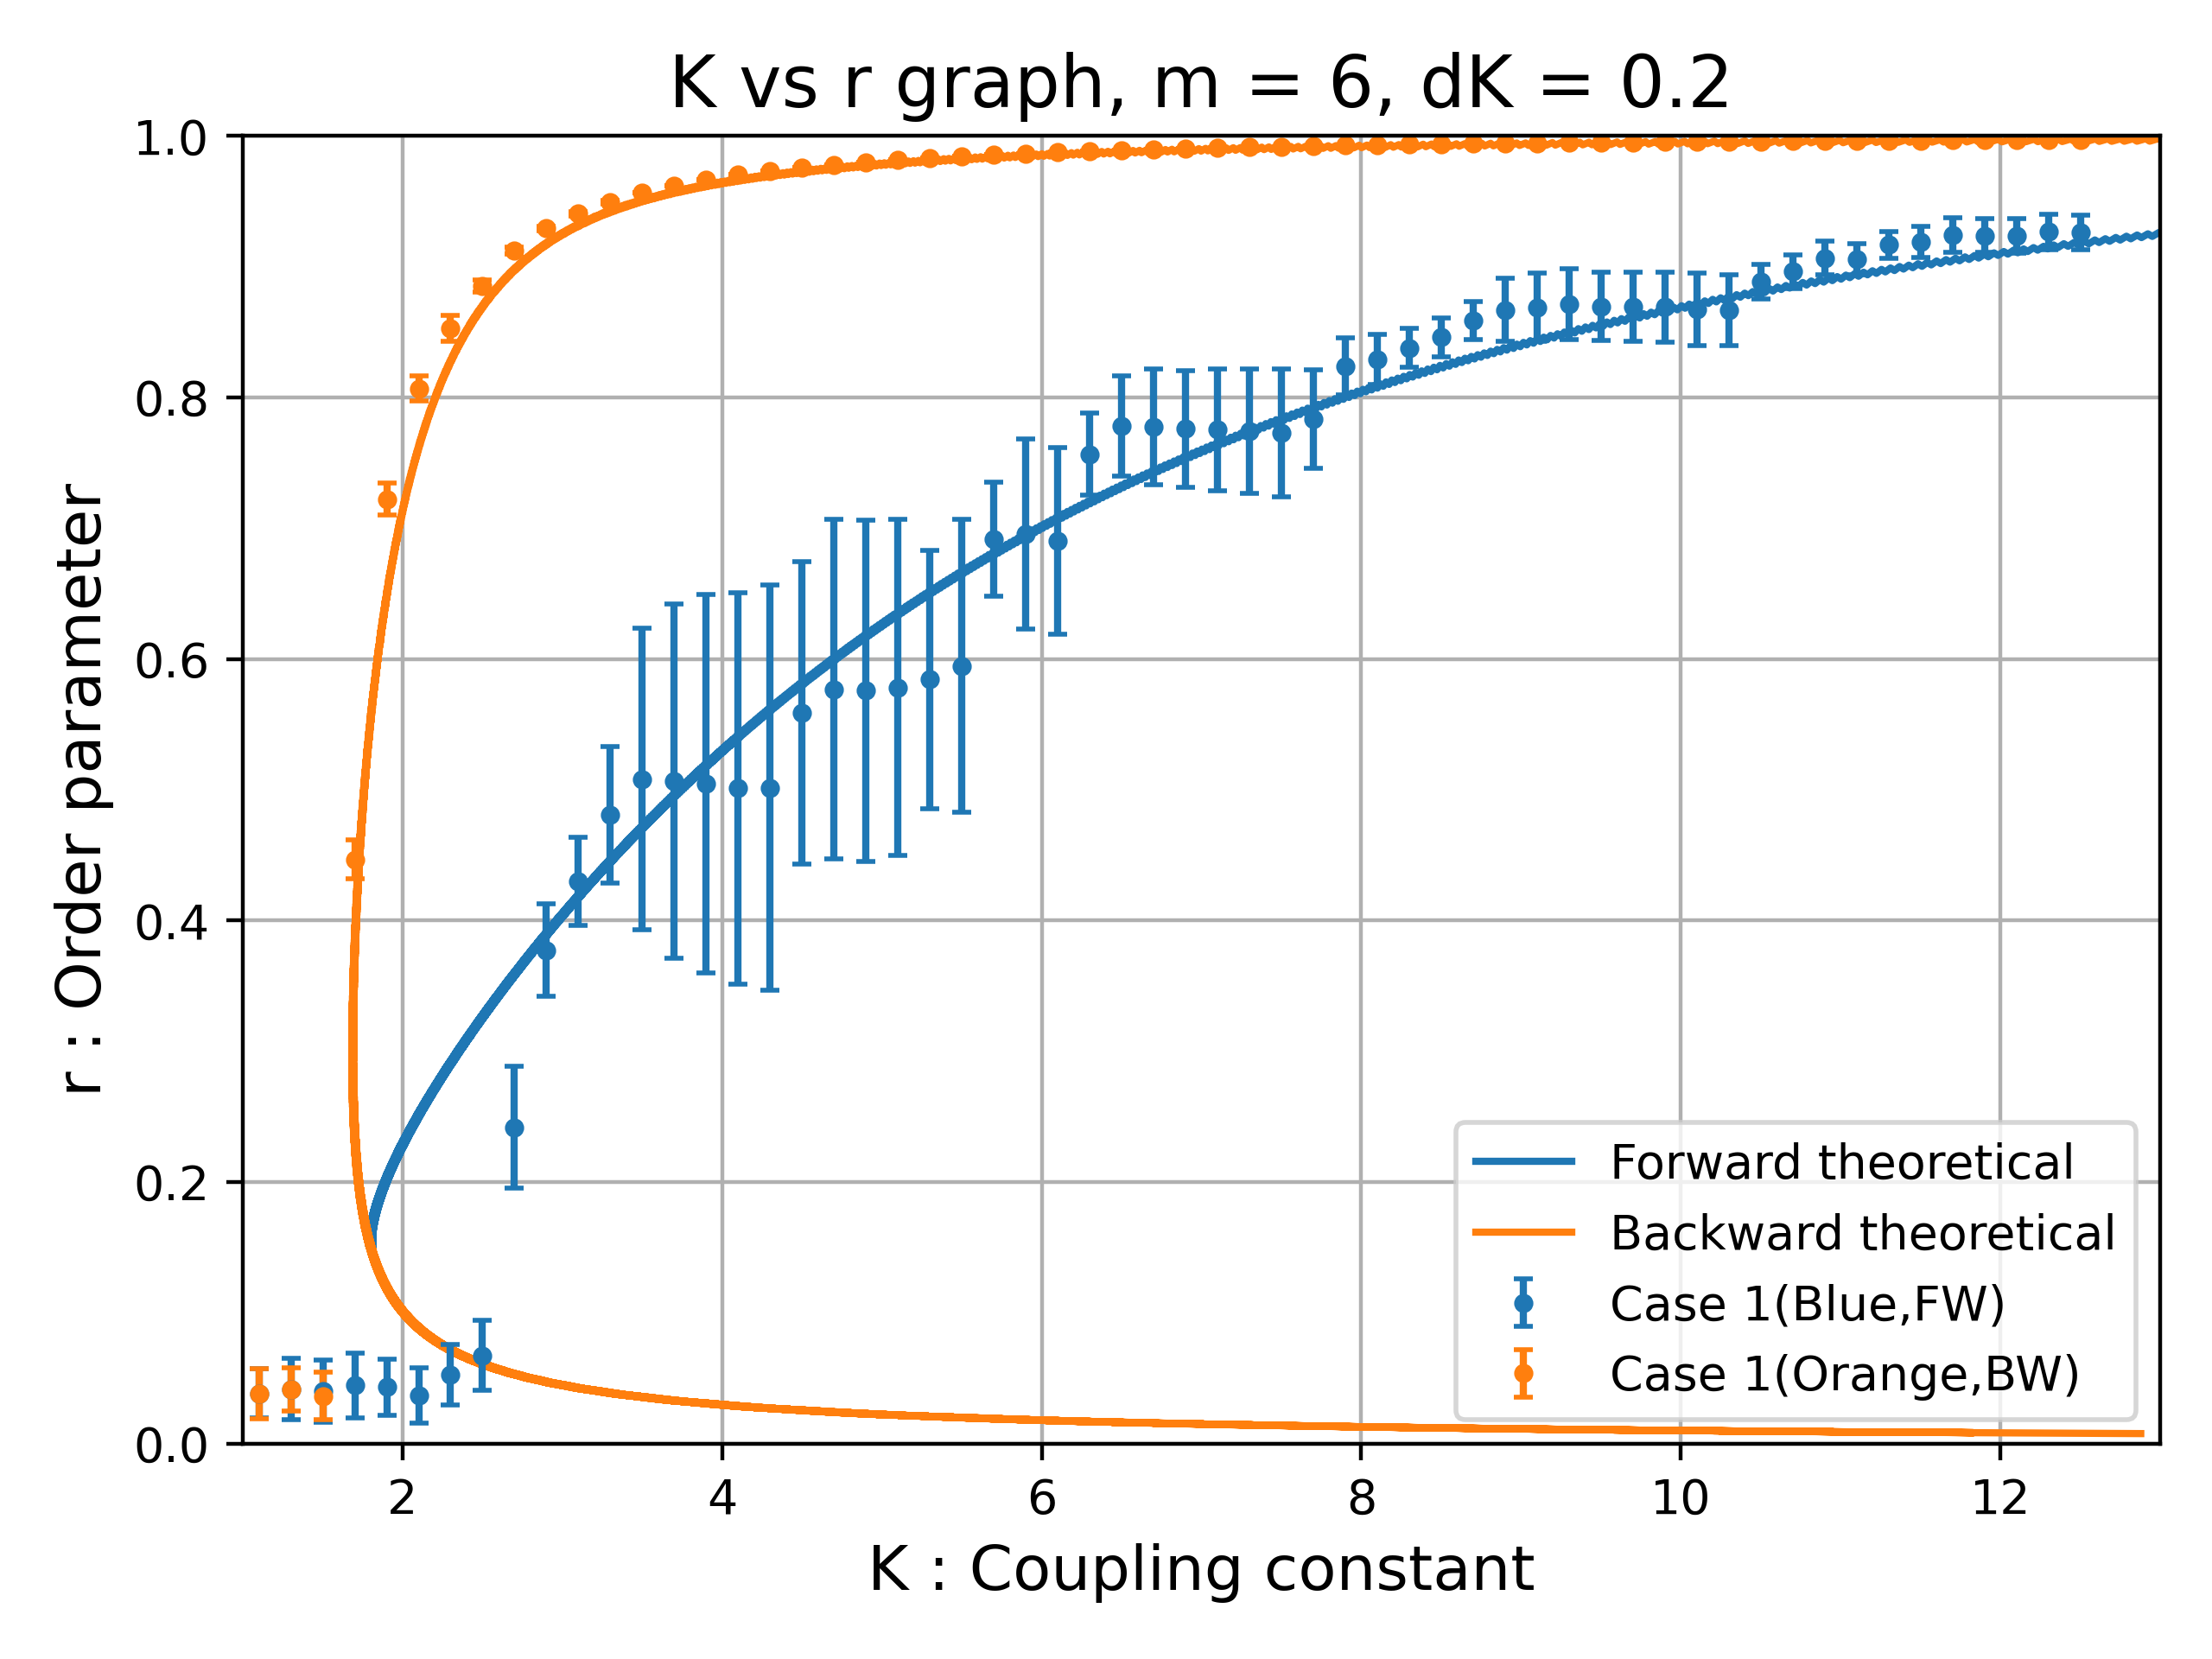 K vs r graph, m = 6, dK = 0.2
1.0
0.8
0.6
0.4
0.2
0.0
r : Order parameter
2 4 6 8 10 12
K : Coupling constant
Forward theoretical
Backward theoretical
Case 1(Blue,FW)
Case 1(Orange,BW)